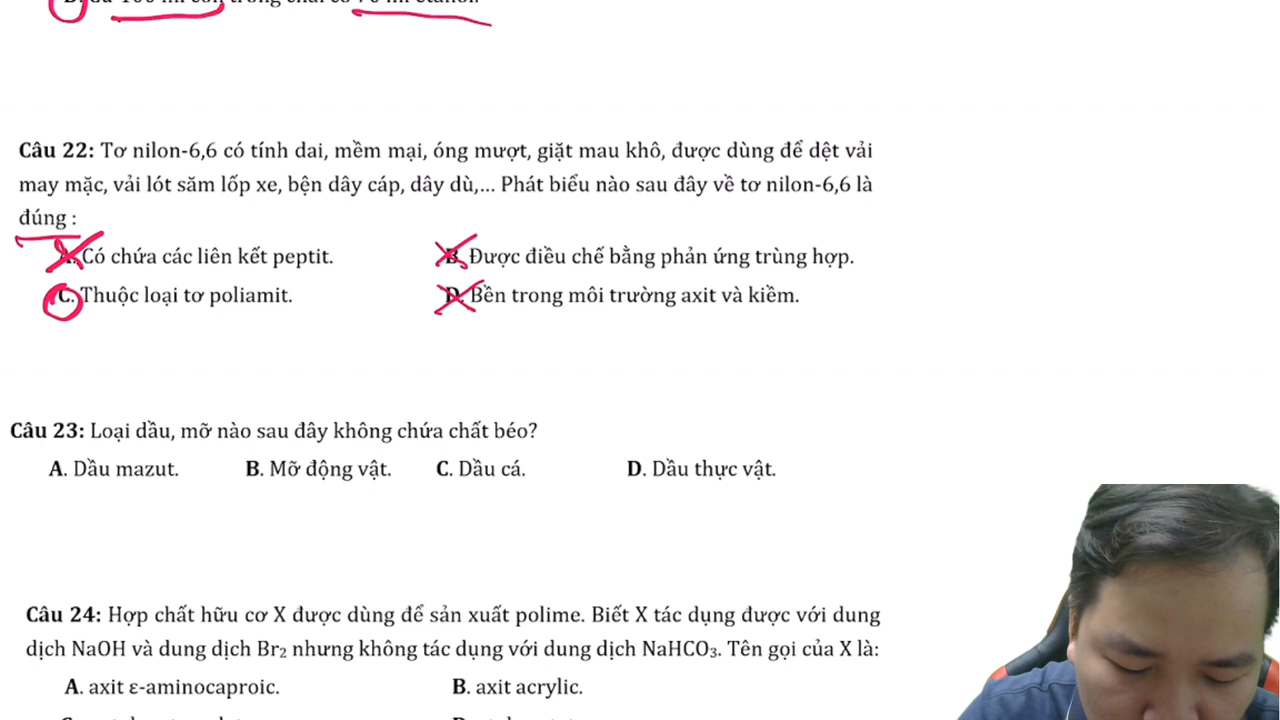 Câu 22: Tơ nilon-6,6 có tính dai, mềm mại, óng mượt, giặt mau khô, được dùng để dệt vải
may mặc, vải lót săm lốp xe, bện dây cáp, dây dù,... Phát biểu nào sau đây về tơ nilon-6,6 là
đúng :
A. Có chứa các liên kết peptit. B. Được điều chế bằng phản ứng trùng hợp.
C. Thuộc loại tơ poliamit. D. Bền trong môi trường axit và kiềm.
Câu 23: Loại dầu, mỡ nào sau đây không chứa chất béo?
A. Dầu mazut. B. Mỡ động vật. C. Dầu cá. D. Dầu thực vật.
Câu 24: Hợp chất hữu cơ X được dùng để sản xuất polime. Biết X tác dụng được với dung
dịch NaOH và dung dịch Br₂ nhưng không tác dụng với dung dịch NaHCO₃. Tên gọi của X là:
A. axit ε-aminocaproic. B. axit acrylic.